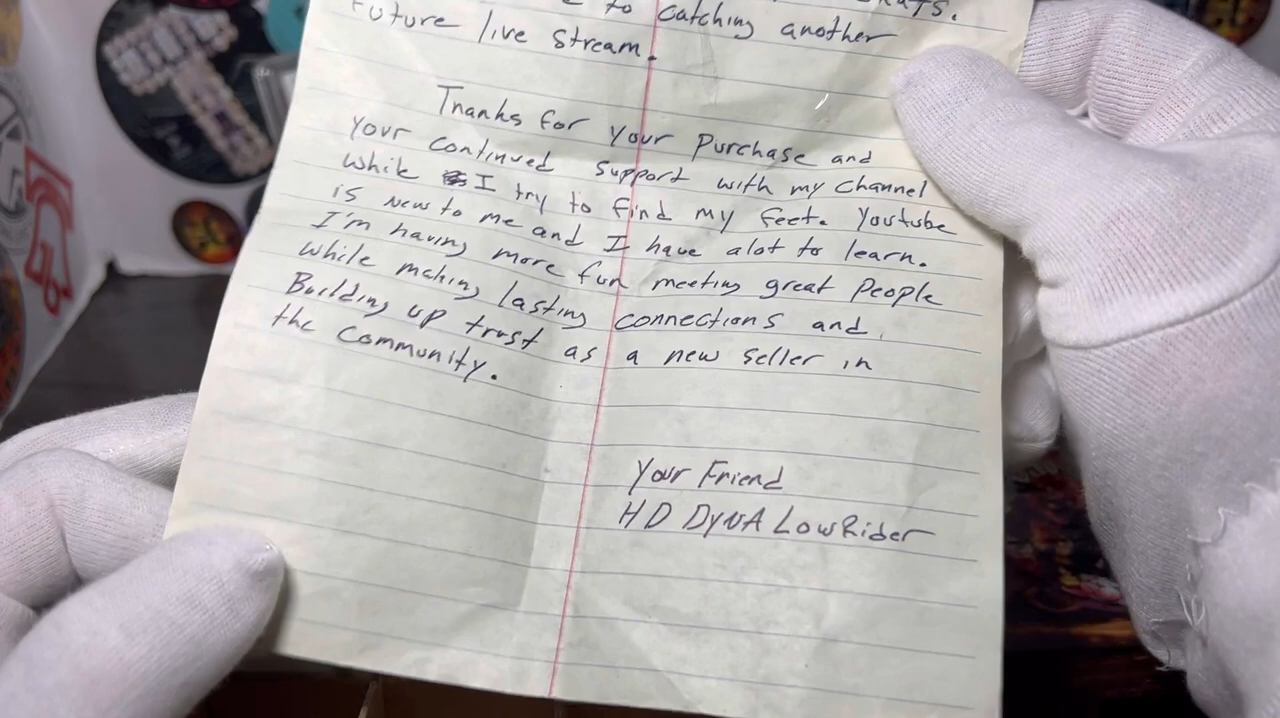 to catching another
Future live stream.
Thanks for your Purchase and
your continued support with my channel
while I try to find my feet. Youtube
is new to me and I have alot to learn.
I'm having more fun meeting great People
while making lasting connections and
Building up trust as a new seller in
the community.
Your Friend
HD DyNA LowRider